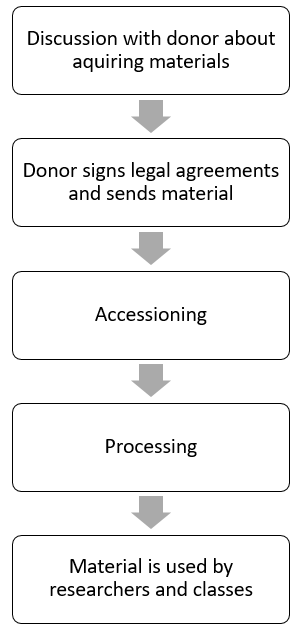 Discussion with donor about
aquiring materials
Donor signs legal agreements
and sends material
Accessioning
Processing
Material is used by
researchers and classes